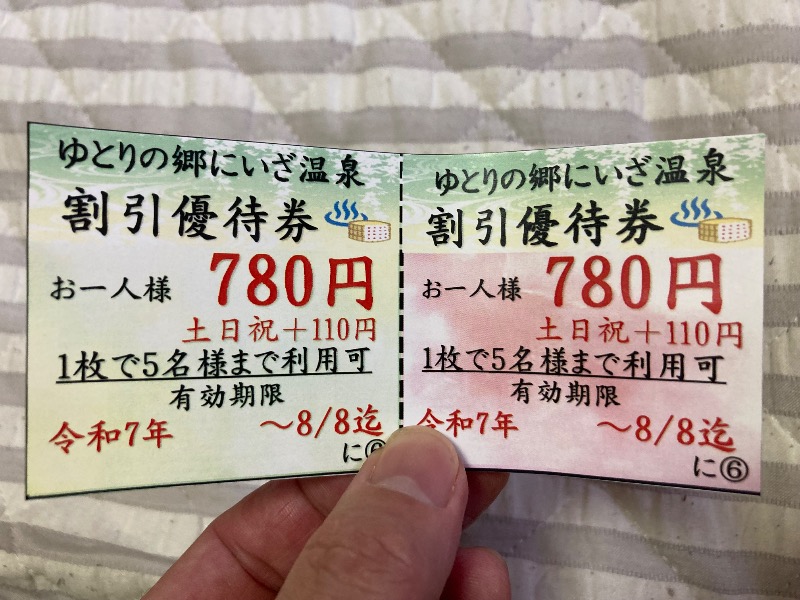 ゆとりの郷にいざ温泉
割引優待券
お一人様 780円
土日祝＋110円
1枚で5名様まで利用可
有効期限
令和7年 ～8/8迄
に⑥
ゆとりの郷にいざ温泉
割引優待券
お一人様 780円
土日祝＋110円
1枚で5名様まで利用可
有効期限
令和7年 ～8/8迄
に⑥